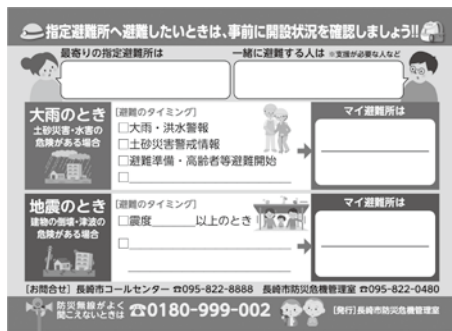 指定避難所へ避難したいときは、事前に開設状況を確認しましょう!!
最寄りの指定避難所は
一緒に避難する人は ※支援が必要な人など
大雨のとき
土砂災害・水害の
危険がある場合
[避難のタイミング]
□大雨・洪水警報
□土砂災害警戒情報
□避難準備・高齢者等避難開始
□
マイ避難所は
地震のとき
建物の倒壊・津波の
危険がある場合
[避難のタイミング]
□震度______以上のとき
□
マイ避難所は
[お問合せ] 長崎市コールセンター ☎095-822-8888 長崎市防災危機管理室 ☎095-822-0480
防災無線がよく
聞こえないときは
☎0180-999-002
[発行]長崎市防災危機管理室